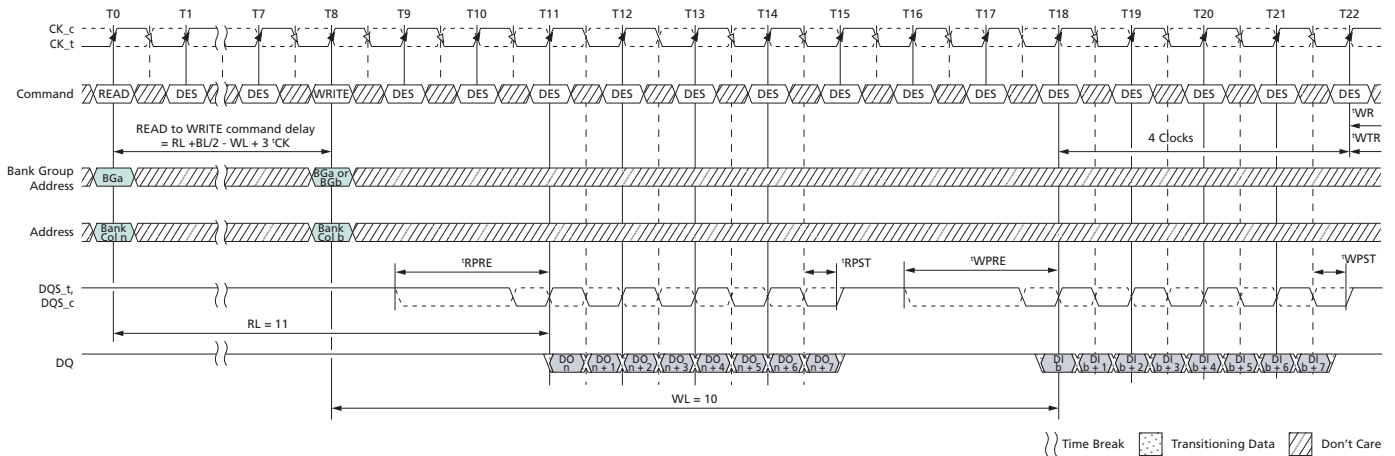 T0 T1 T7 T8 T9 T10 T11 T12 T13 T14 T15 T16 T17 T18 T19 T20 T21 T22
CK_c
CK_t
Command READ DES DES WRITE DES DES DES DES DES DES DES DES DES DES DES DES DES DES
tWR
READ to WRITE command delay
= RL +BL/2 - WL + 3 tCK
4 Clocks tWTR
Bank Group
Address
BGa
BGa or
BGb
Address
Bank
Col n
Bank
Col b
tRPRE tRPST tWPRE tWPST
DQS_t,
DQS_c
RL = 11
DQ
DO
n
DO
n + 1
DO
n + 2
DO
n + 3
DO
n + 4
DO
n + 5
DO
n + 6
DO
n + 7
DI
b
DI
b + 1
DI
b + 2
DI
b + 3
DI
b + 4
DI
b + 5
DI
b + 6
DI
b + 7
WL = 10
Time Break Transitioning Data Don't Care